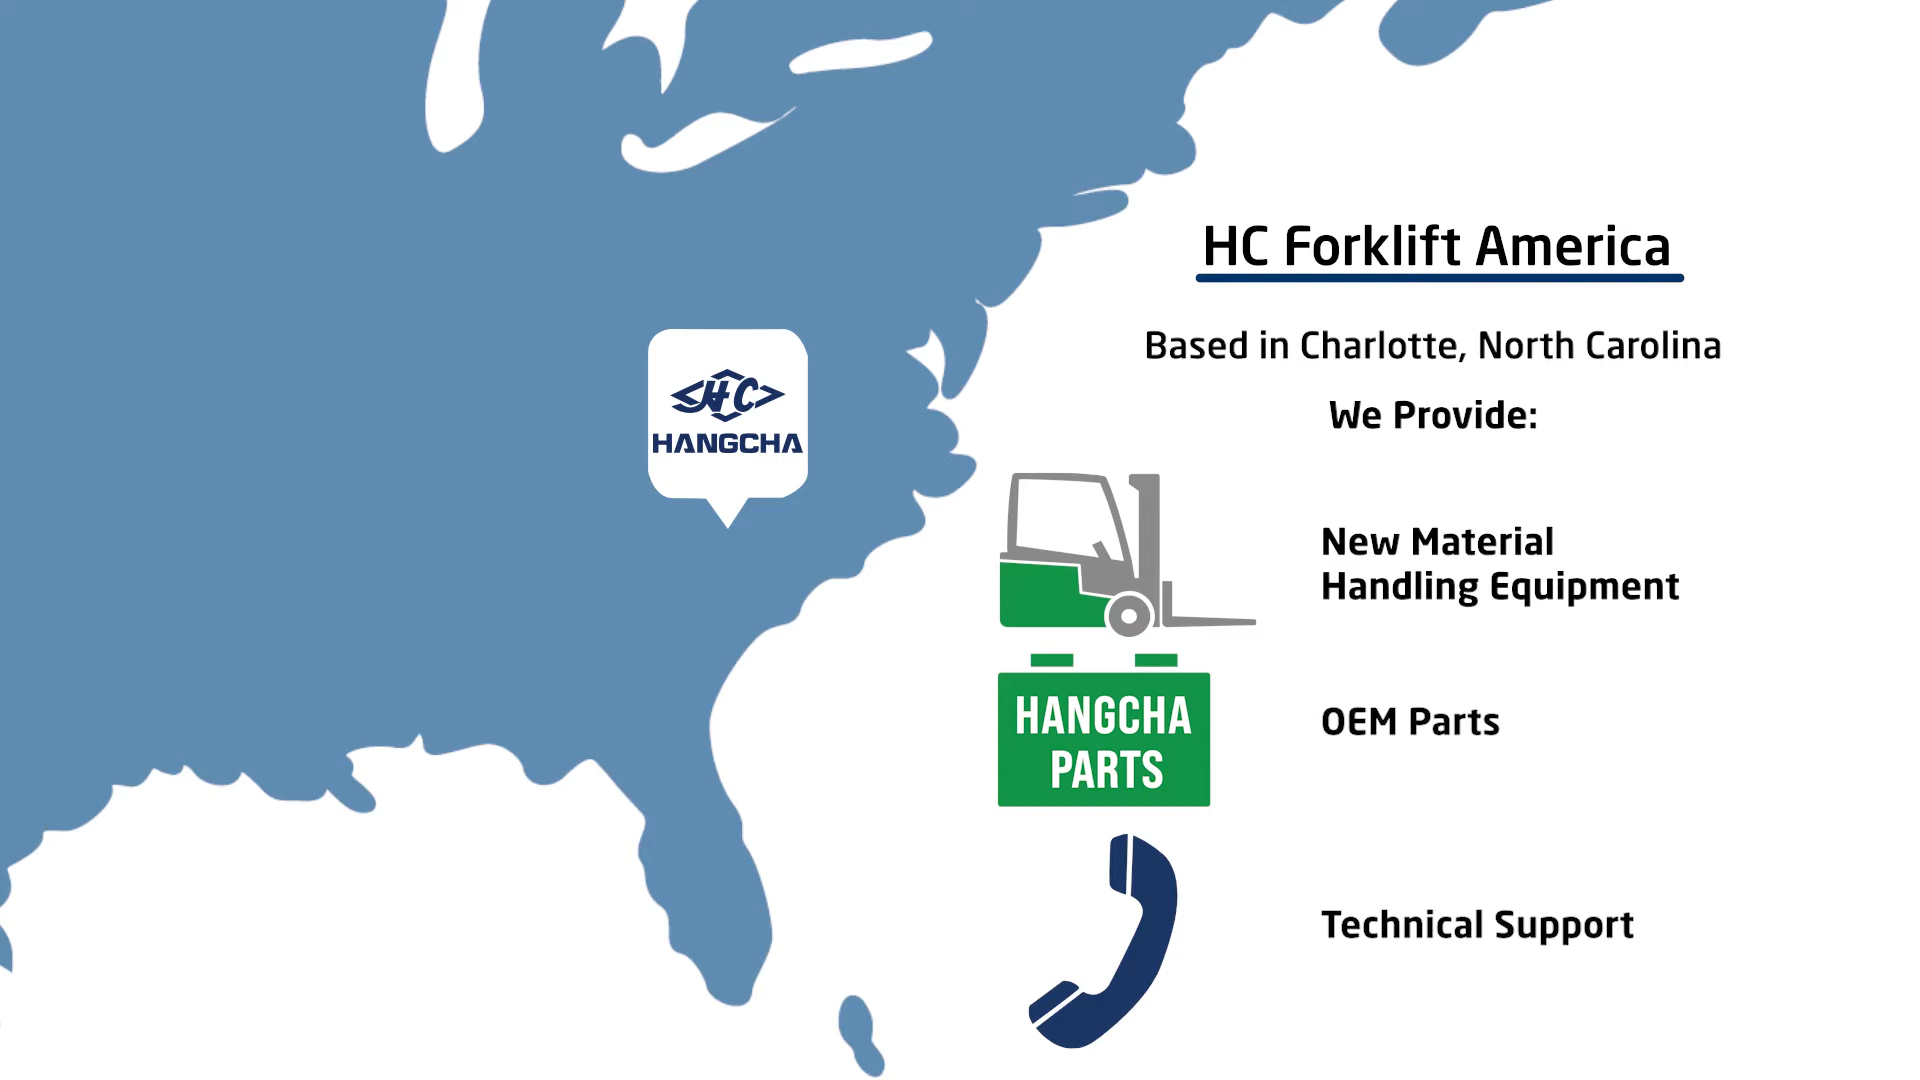 HC Forklift America
Based in Charlotte, North Carolina
We Provide:
HC
HANGCHA
New Material
Handling Equipment
HANGCHA
PARTS
OEM Parts
Technical Support